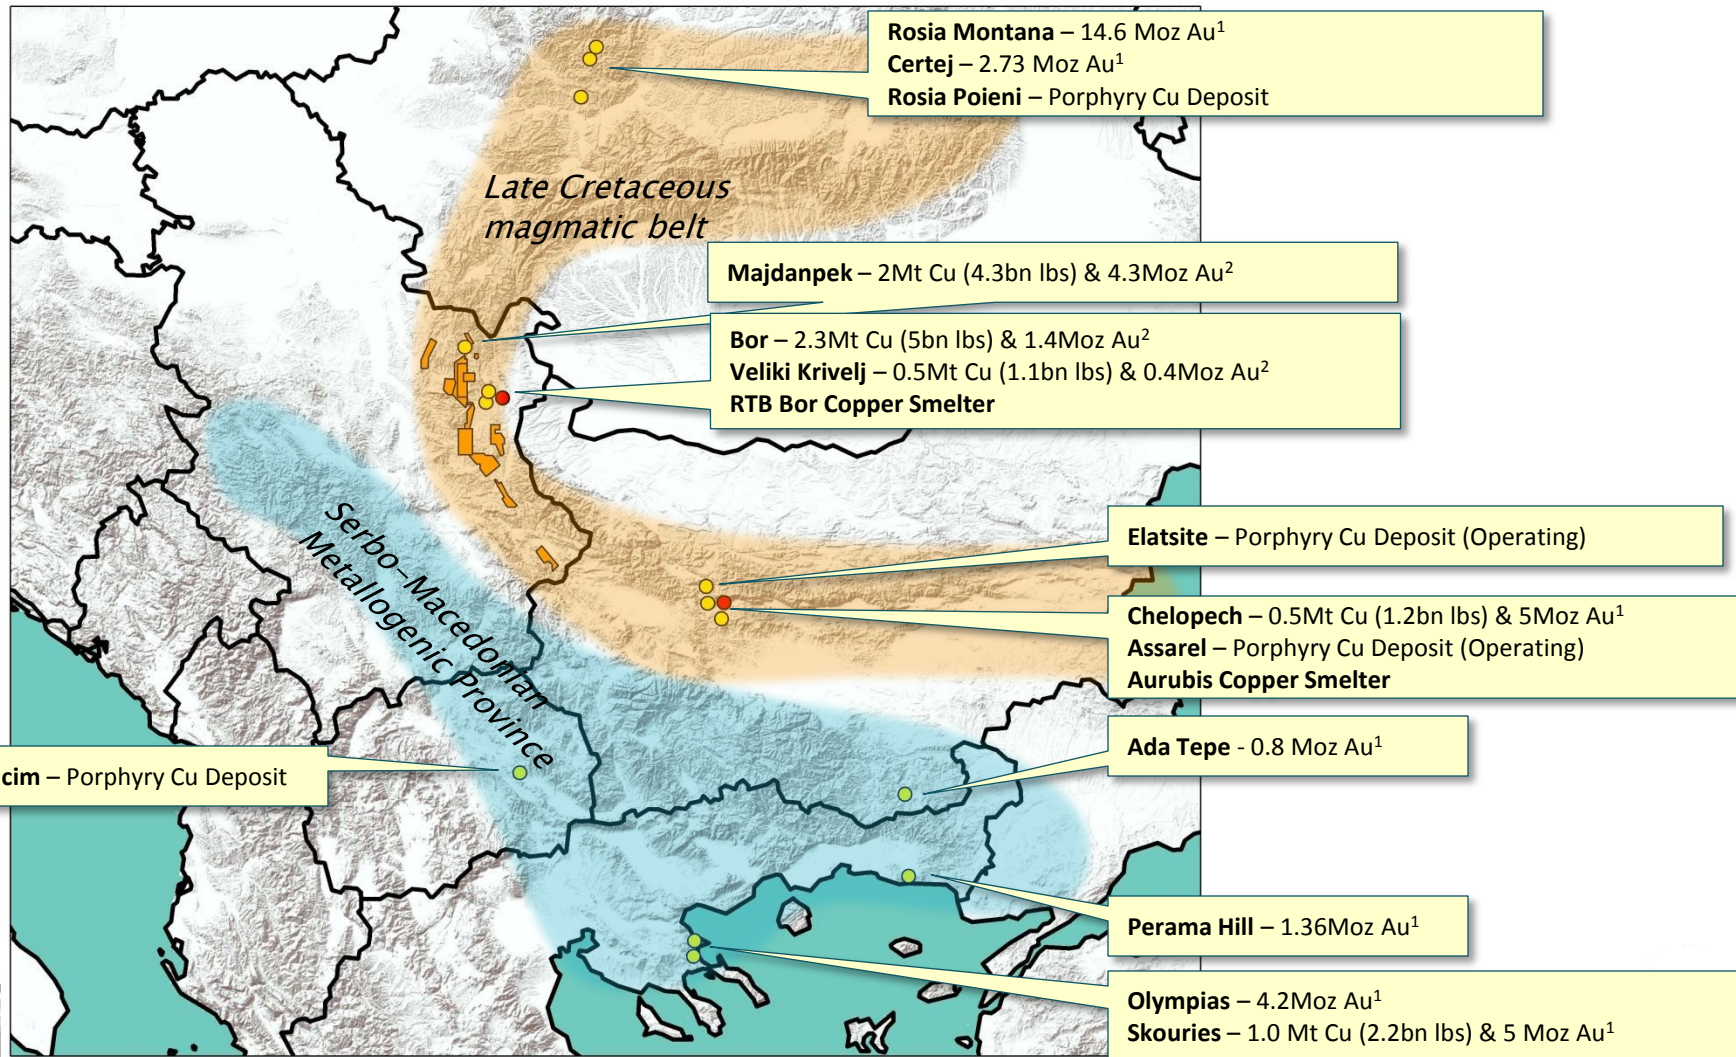 Rosia Montana – 14.6 Moz Au¹
Certej – 2.73 Moz Au¹
Rosia Poieni – Porphyry Cu Deposit
Late Cretaceous
magmatic belt
Majdanpek – 2Mt Cu (4.3bn lbs) & 4.3Moz Au²
Bor – 2.3Mt Cu (5bn lbs) & 1.4Moz Au²
Veliki Krivelj – 0.5Mt Cu (1.1bn lbs) & 0.4Moz Au²
RTB Bor Copper Smelter
Serbo-Macedonian
Metallogenic Province
Elatsite – Porphyry Cu Deposit (Operating)
Chelopech – 0.5Mt Cu (1.2bn lbs) & 5Moz Au¹
Assarel – Porphyry Cu Deposit (Operating)
Aurubis Copper Smelter
Ada Tepe - 0.8 Moz Au¹
cim – Porphyry Cu Deposit
Perama Hill – 1.36Moz Au¹
Olympias – 4.2Moz Au¹
Skouries – 1.0 Mt Cu (2.2bn lbs) & 5 Moz Au¹